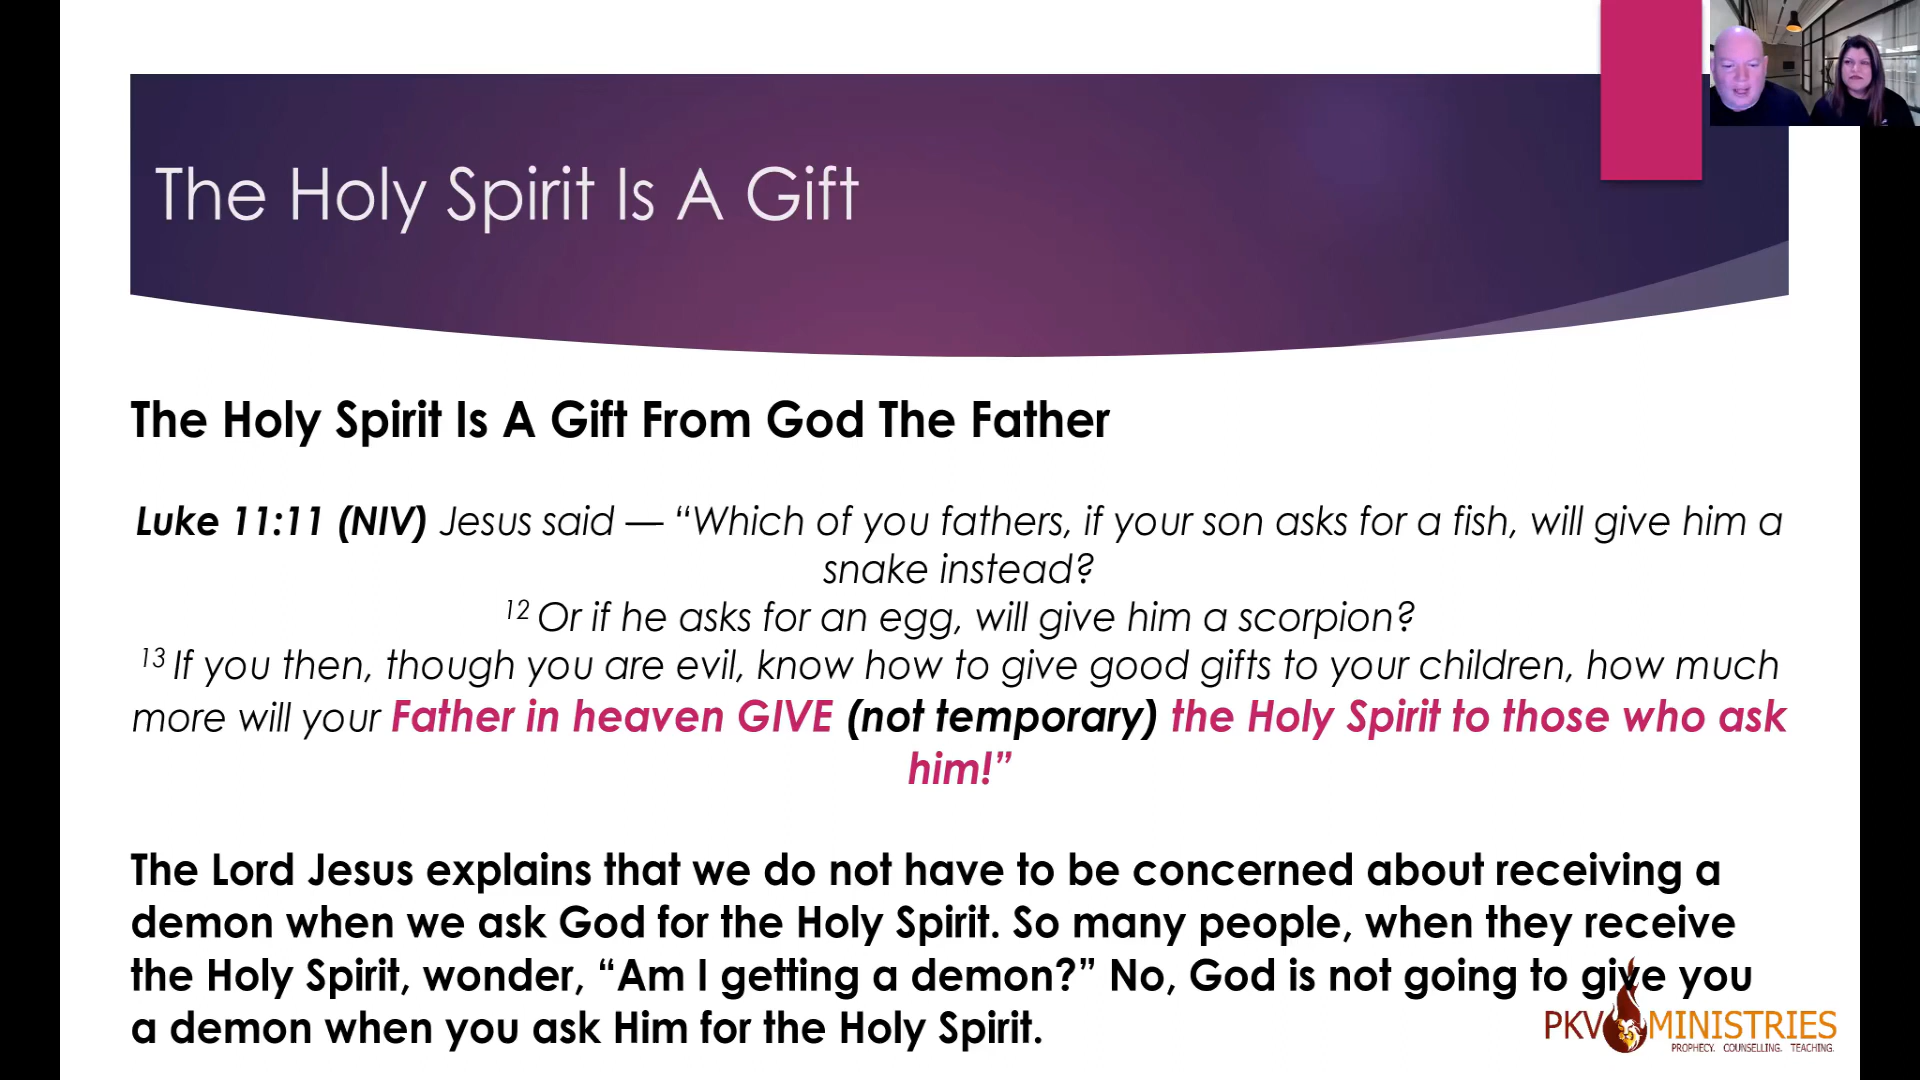 The Holy Spirit Is A Gift
The Holy Spirit Is A Gift From God The Father
Luke 11:11 (NIV) Jesus said — “Which of you fathers, if your son asks for a fish, will give him a
snake instead?
12 Or if he asks for an egg, will give him a scorpion?
13 If you then, though you are evil, know how to give good gifts to your children, how much
more will your Father in heaven GIVE (not temporary) the Holy Spirit to those who ask
him!”
The Lord Jesus explains that we do not have to be concerned about receiving a
demon when we ask God for the Holy Spirit. So many people, when they receive
the Holy Spirit, wonder, “Am I getting a demon?” No, God is not going to give you
a demon when you ask Him for the Holy Spirit.
PKV MINISTRIES
PROPHECY. COUNSELLING. TEACHING.